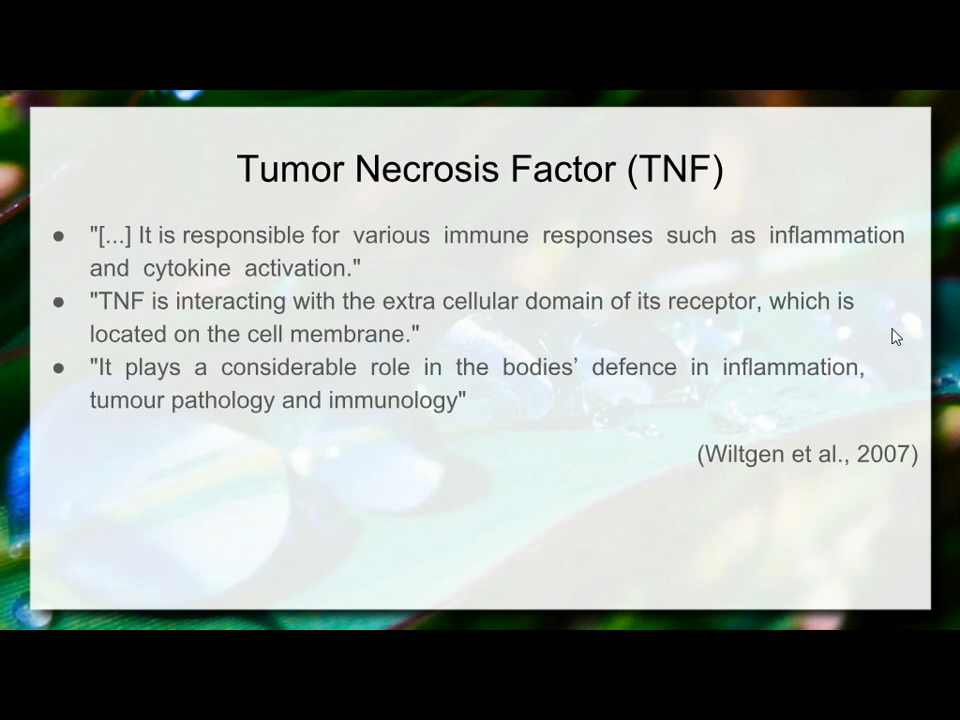 Tumor Necrosis Factor (TNF)
● "[...] It is responsible for various immune responses such as inflammation
and cytokine activation."
● "TNF is interacting with the extra cellular domain of its receptor, which is
located on the cell membrane."
● "It plays a considerable role in the bodies’ defence in inflammation,
tumour pathology and immunology"
(Wiltgen et al., 2007)